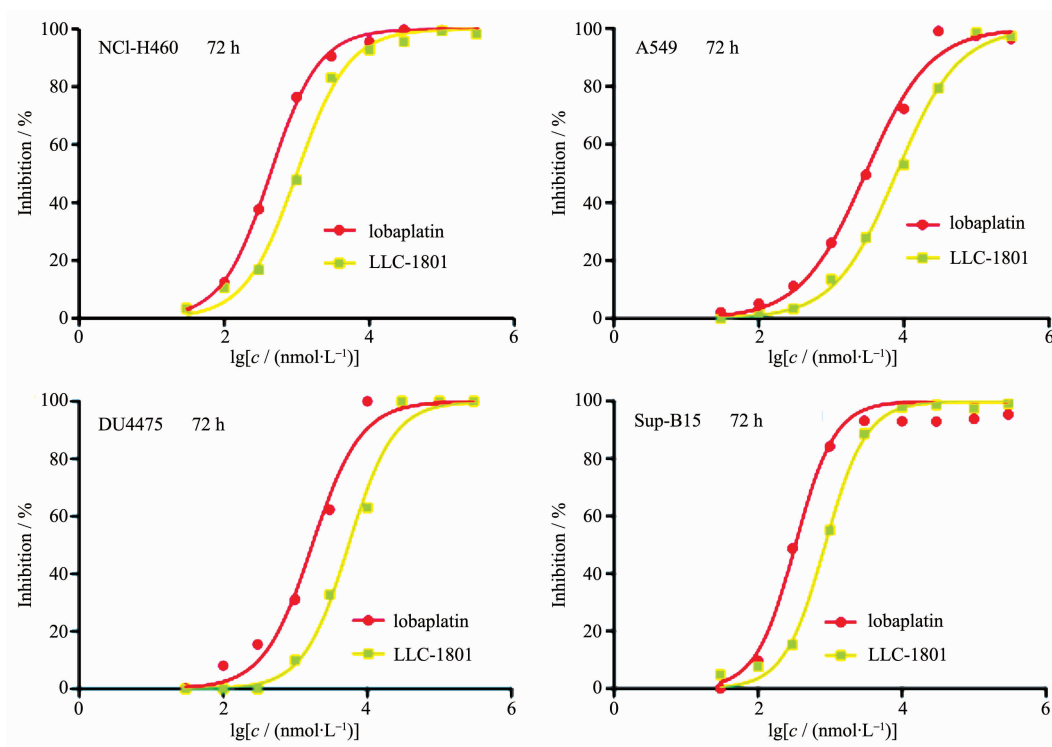 NCl-H460 72 h
Inhibition / %
100
80
60
40
20
0
lobaplatin
LLC-1801
0 2 4 6
lg[c / (nmol·L⁻¹)]
A549 72 h
Inhibition / %
100
80
60
40
20
0
lobaplatin
LLC-1801
0 2 4 6
lg[c / (nmol·L⁻¹)]
DU4475 72 h
Inhibition / %
100
80
60
40
20
0
lobaplatin
LLC-1801
0 2 4 6
lg[c / (nmol·L⁻¹)]
Sup-B15 72 h
Inhibition / %
100
80
60
40
20
0
lobaplatin
LLC-1801
0 2 4 6
lg[c / (nmol·L⁻¹)]